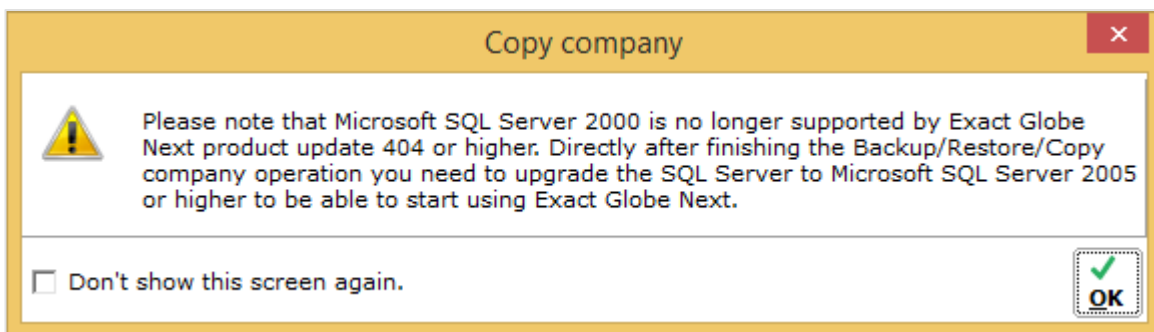 Copy company
Please note that Microsoft SQL Server 2000 is no longer supported by Exact Globe
Next product update 404 or higher. Directly after finishing the Backup/Restore/Copy
company operation you need to upgrade the SQL Server to Microsoft SQL Server 2005
or higher to be able to start using Exact Globe Next.
Don't show this screen again.
OK